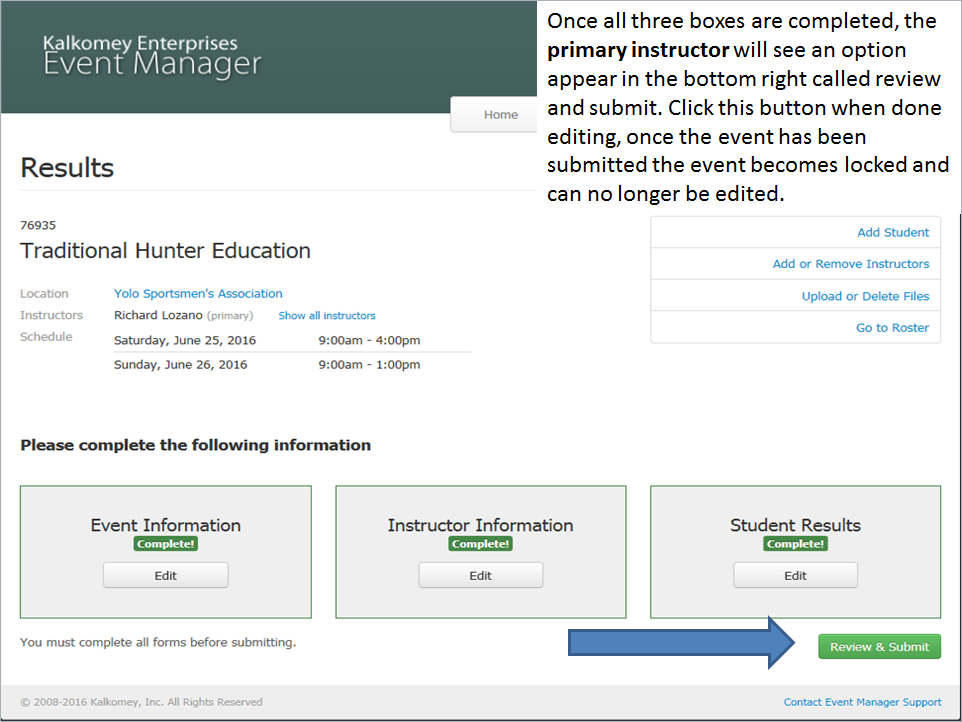 Kalkomey Enterprises
Event Manager
Once all three boxes are completed, the
primary instructor will see an option
appear in the bottom right called review
and submit. Click this button when done
editing, once the event has been
submitted the event becomes locked and
can no longer be edited.
Home
Results
76935
Traditional Hunter Education
Location Yolo Sportsmen's Association
Instructors Richard Lozano (primary) Show all instructors
Schedule Saturday, June 25, 2016 9:00am - 4:00pm
Sunday, June 26, 2016 9:00am - 1:00pm
Add Student
Add or Remove Instructors
Upload or Delete Files
Go to Roster
Please complete the following information
Event Information
Complete!
Edit
Instructor Information
Complete!
Edit
Student Results
Complete!
Edit
You must complete all forms before submitting.
Review & Submit
© 2008-2016 Kalkomey, Inc. All Rights Reserved
Contact Event Manager Support